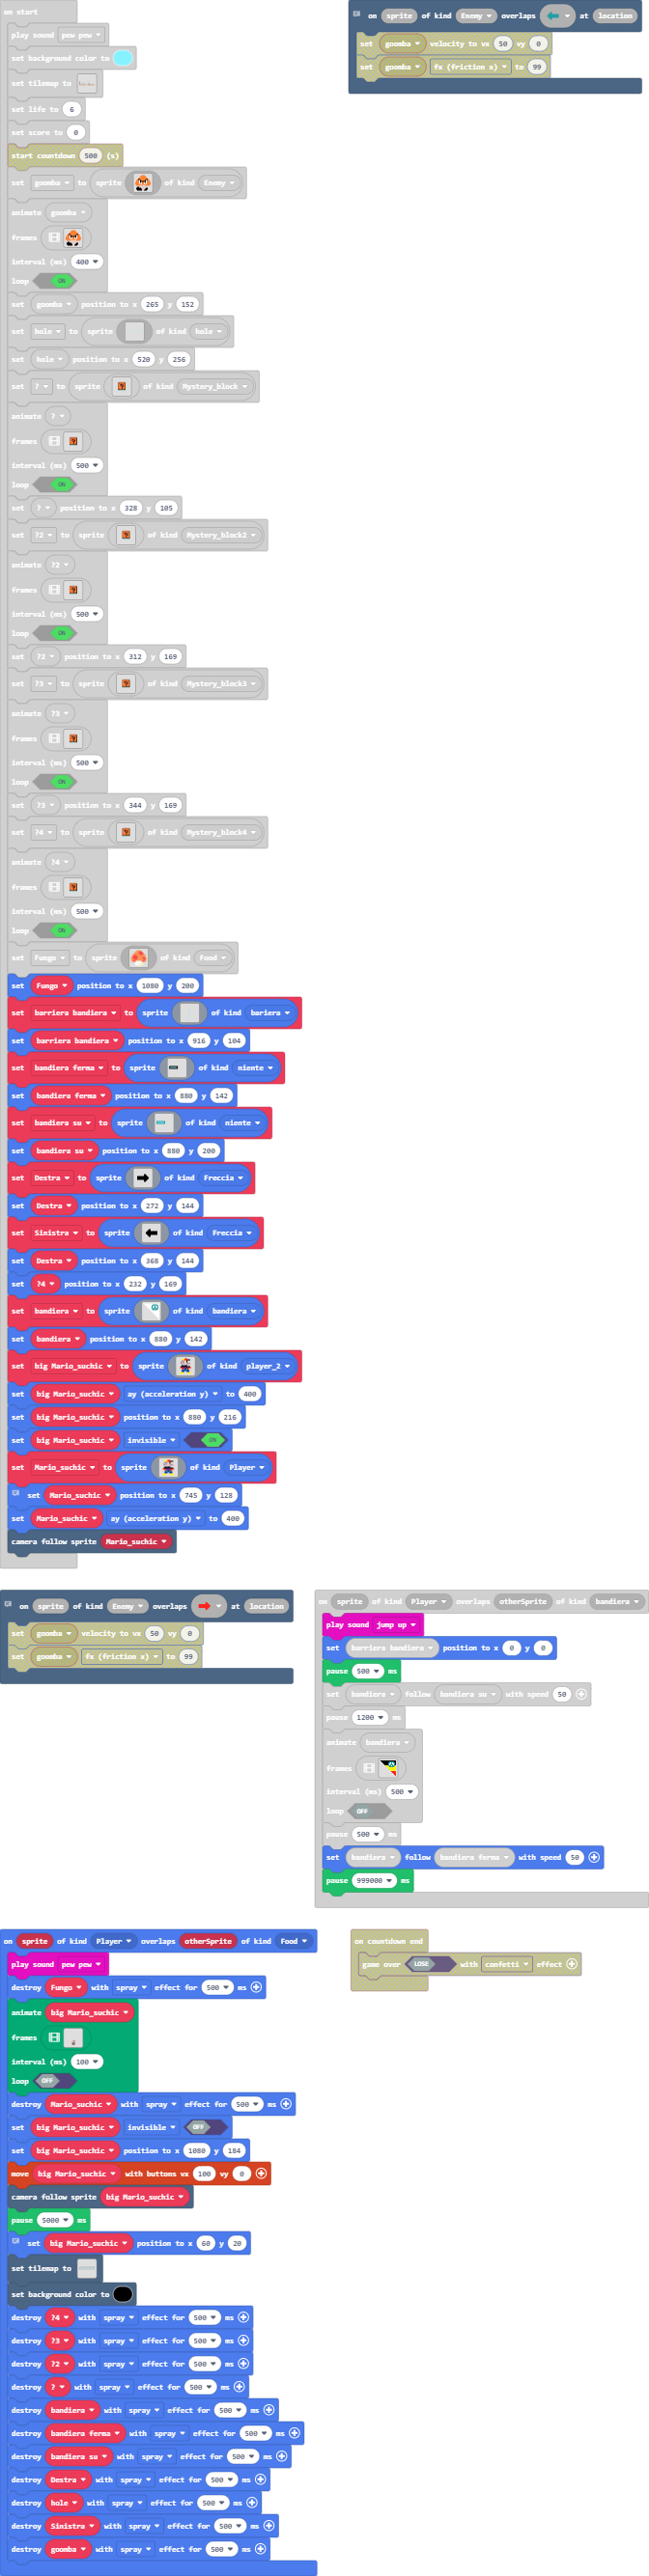 on start
play sound pew pew
set background color to
set tilemap to
set life to 6
set score to 0
start countdown 500 (s)
set goomba to sprite of kind Enemy
animate goomba
frames
interval (ms) 400
loop ON
set goomba position to x 265 y 152
set hole to sprite of kind hole
set hole position to x 520 y 256
set ? to sprite of kind Mystery_block
animate ?
frames
interval (ms) 500
loop ON
set ? position to x 328 y 105
set ?2 to sprite of kind Mystery_block2
animate ?2
frames
interval (ms) 500
loop ON
set ?2 position to x 312 y 169
set ?3 to sprite of kind Mystery_block3
animate ?3
frames
interval (ms) 500
loop ON
set ?3 position to x 344 y 169
set ?4 to sprite of kind Mystery_block4
animate ?4
frames
interval (ms) 500
loop ON
set Fungo to sprite of kind Food
set Fungo position to x 1080 y 200
set barriera bandiera to sprite of kind bariera
set barriera bandiera position to x 916 y 104
set bandiera ferma to sprite of kind niente
set bandiera ferma position to x 880 y 142
set bandiera su to sprite of kind niente
set bandiera su position to x 880 y 200
set Destra to sprite of kind Freccia
set Destra position to x 272 y 144
set Sinistra to sprite of kind Freccia
set Destra position to x 368 y 144
set ?4 position to x 232 y 169
set bandiera to sprite of kind bandiera
set bandiera position to x 880 y 142
set big Mario_suchic to sprite of kind player_2
set big Mario_suchic ay (acceleration y) to 400
set big Mario_suchic position to x 880 y 216
set big Mario_suchic invisible ON
set Mario_suchic to sprite of kind Player
set Mario_suchic position to x 745 y 128
set Mario_suchic ay (acceleration y) to 400
camera follow sprite Mario_suchic
on sprite of kind Enemy overlaps at location
set goomba velocity to vx 50 vy 0
set goomba fx (friction x) to 99
on sprite of kind Enemy overlaps at location
set goomba velocity to vx 50 vy 0
set goomba fx (friction x) to 99
on sprite of kind Player overlaps otherSprite of kind bandiera
play sound jump up
set barriera bandiera position to x 0 y 0
pause 500 ms
set bandiera follow bandiera su with speed 50
pause 1200 ms
animate bandiera
frames
interval (ms) 500
loop OFF
pause 500 ms
set bandiera follow bandiera ferma with speed 50
pause 999000 ms
on sprite of kind Player overlaps otherSprite of kind Food
play sound pew pew
destroy Fungo with spray effect for 500 ms
animate big Mario_suchic
frames
interval (ms) 100
loop OFF
destroy Mario_suchic with spray effect for 500 ms
set big Mario_suchic invisible OFF
set big Mario_suchic position to x 1080 y 184
move big Mario_suchic with buttons vx 100 vy 0
camera follow sprite big Mario_suchic
pause 5000 ms
set big Mario_suchic position to x 60 y 20
set tilemap to
set background color to
destroy ?4 with spray effect for 500 ms
destroy ?3 with spray effect for 500 ms
destroy ?2 with spray effect for 500 ms
destroy ? with spray effect for 500 ms
destroy bandiera with spray effect for 500 ms
destroy bandiera ferma with spray effect for 500 ms
destroy bandiera su with spray effect for 500 ms
destroy Destra with spray effect for 500 ms
destroy hole with spray effect for 500 ms
destroy Sinistra with spray effect for 500 ms
destroy goomba with spray effect for 500 ms
on countdown end
game over LOSE with confetti effect